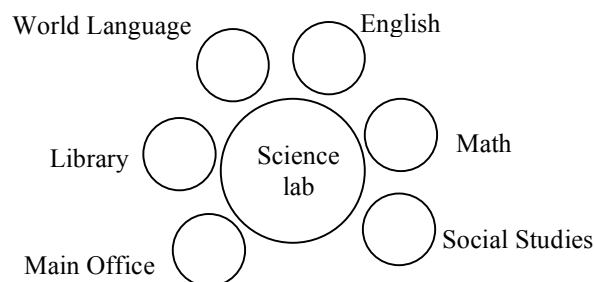 World Language
English
Library
Science
lab
Math
Main Office
Social Studies